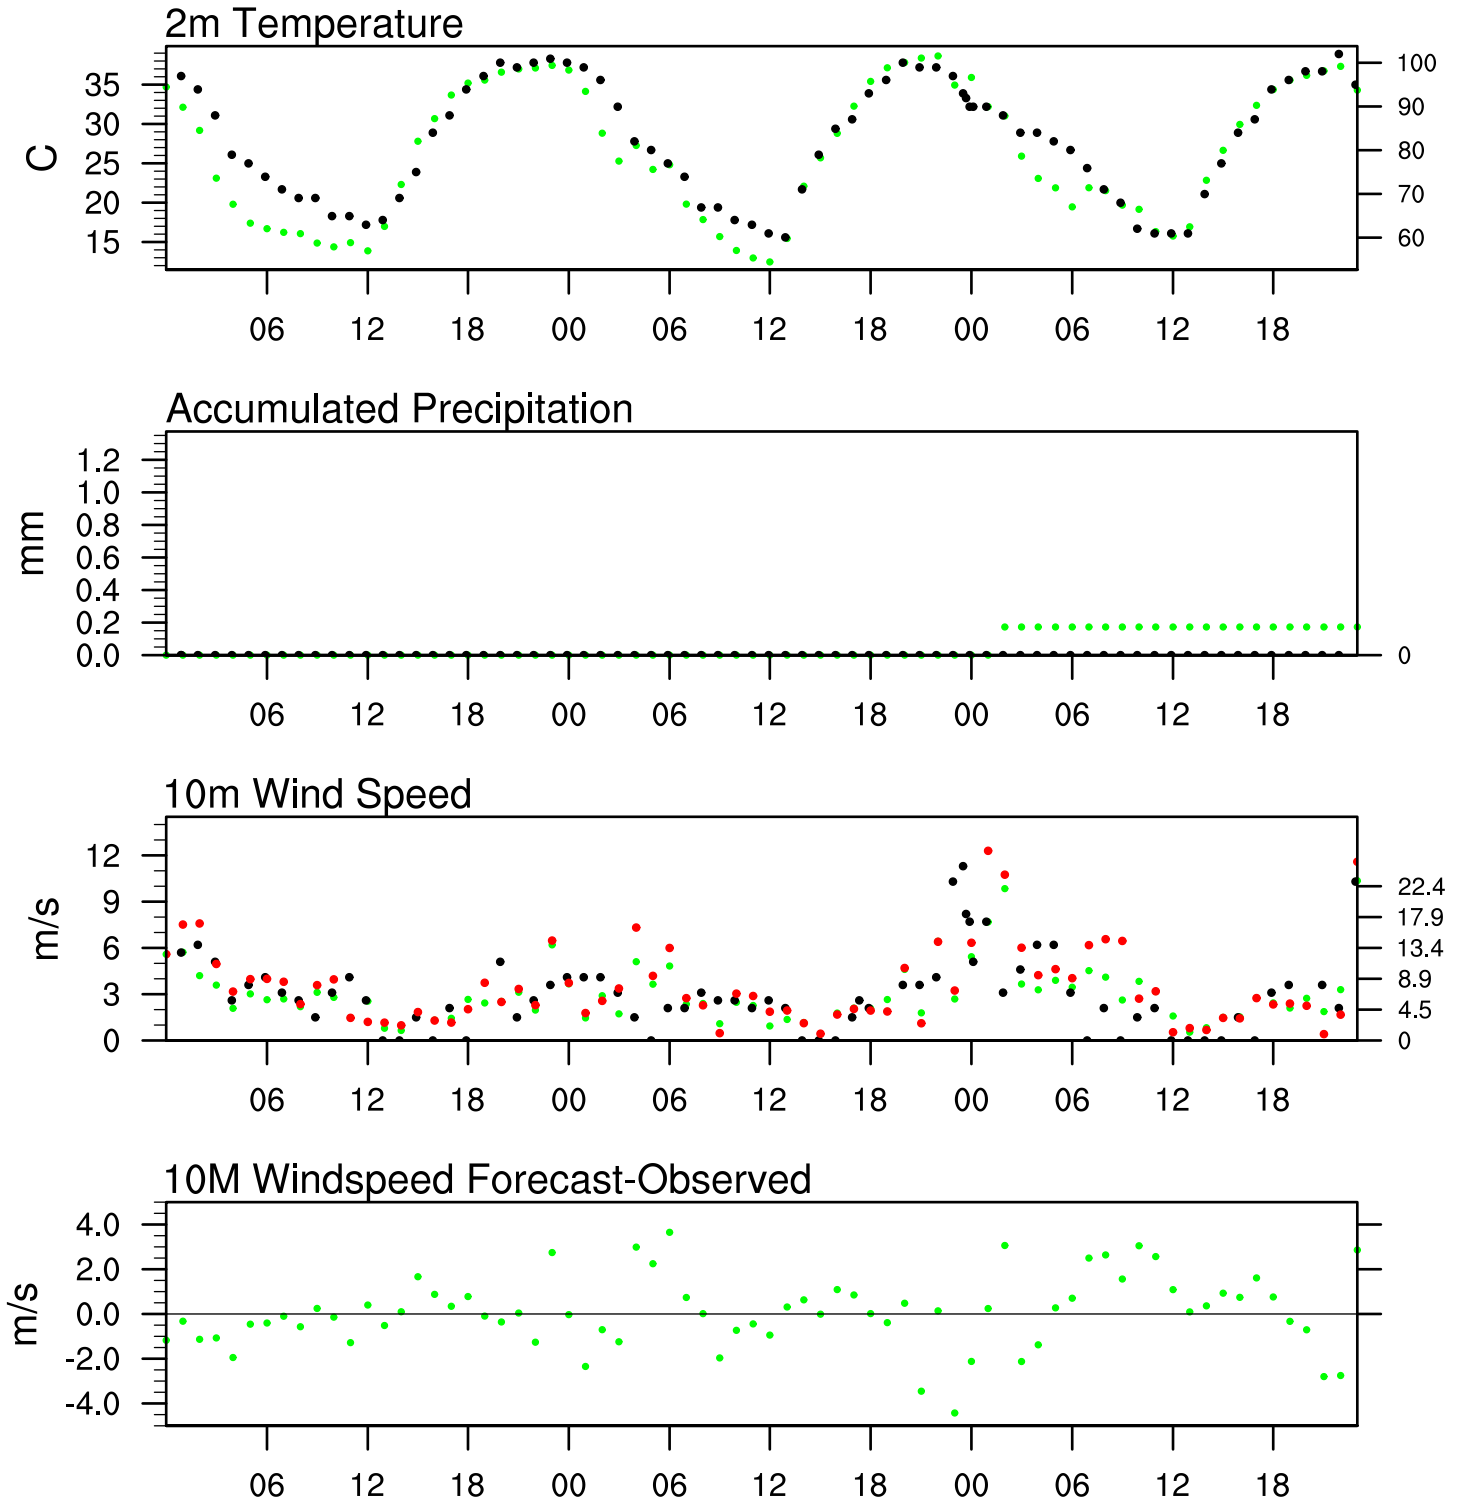 2m Temperature
C
35
30
25
20
15
100
90
80
70
60
06 12 18 00 06 12 18 00 06 12 18
Accumulated Precipitation
mm
1.2
1.0
0.8
0.6
0.4
0.2
0.0
0
06 12 18 00 06 12 18 00 06 12 18
10m Wind Speed
m/s
12
9
6
3
0
22.4
17.9
13.4
8.9
4.5
0
06 12 18 00 06 12 18 00 06 12 18
10M Windspeed Forecast-Observed
m/s
4.0
2.0
0.0
-2.0
-4.0
06 12 18 00 06 12 18 00 06 12 18